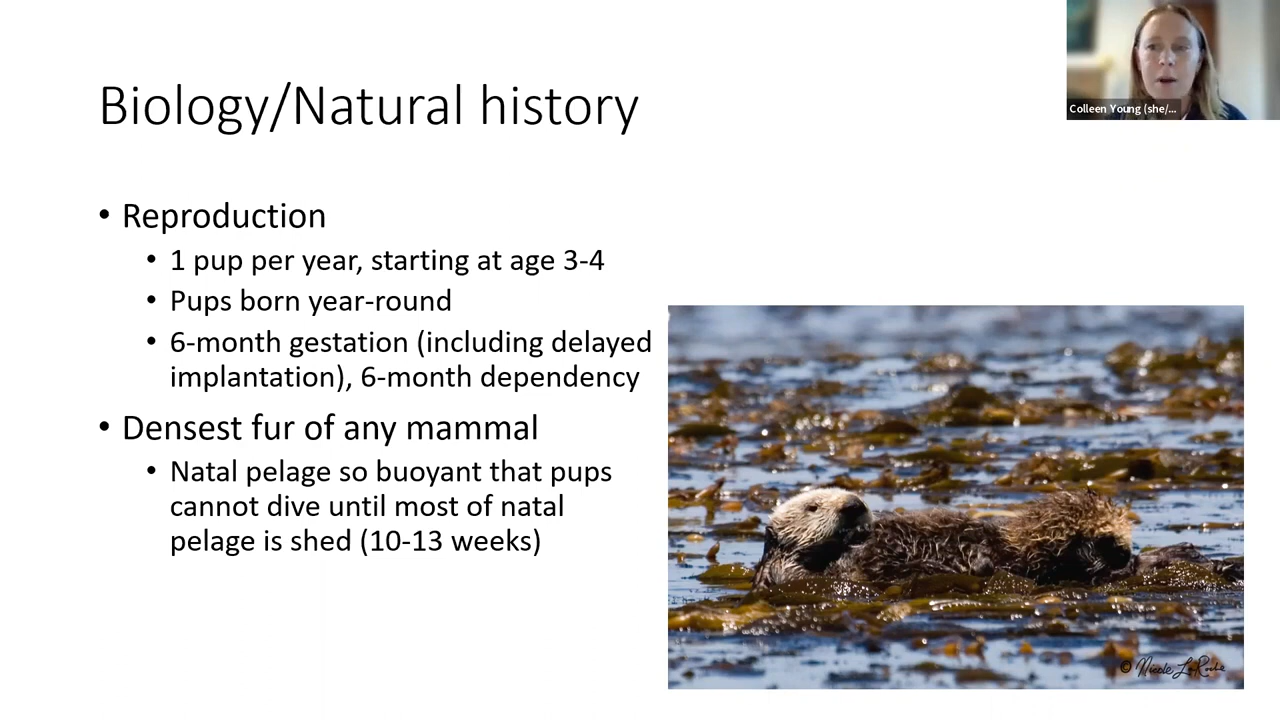 Biology/Natural history
Colleen Young (she/...
• Reproduction
• 1 pup per year, starting at age 3-4
• Pups born year-round
• 6-month gestation (including delayed
implantation), 6-month dependency
• Densest fur of any mammal
• Natal pelage so buoyant that pups
cannot dive until most of natal
pelage is shed (10-13 weeks)
© Nicole LaRoche